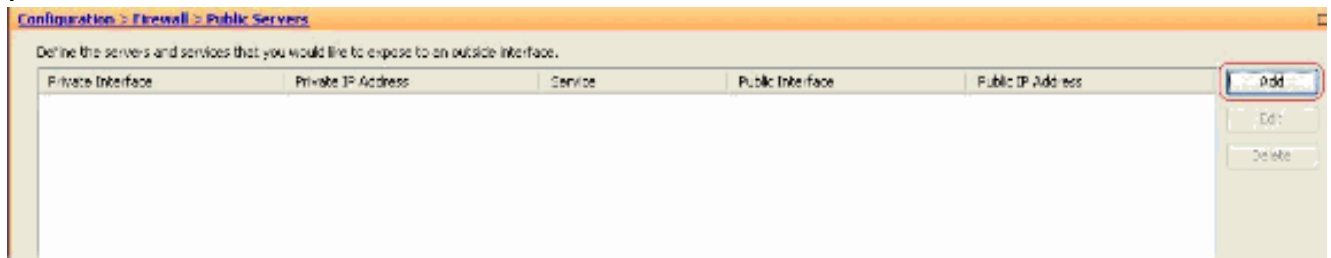 Configuration > Firewall > Public Servers
Define the servers and services that you would like to expose to an outside interface.
Private Interface Private IP Address Service Public Interface Public IP Address Add
Edit
Delete